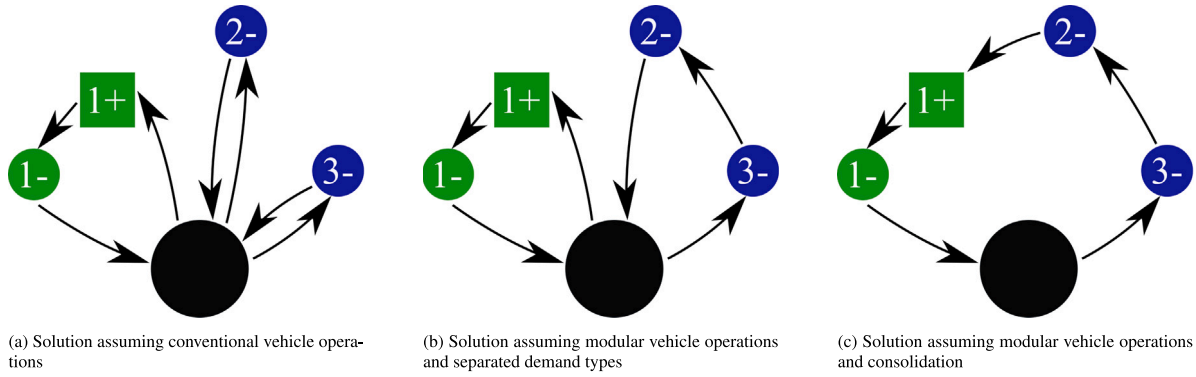 2-
1+
1-
3-
(a) Solution assuming conventional vehicle opera-
tions
2-
1+
1-
3-
(b) Solution assuming modular vehicle operations
and separated demand types
2-
1+
1-
3-
(c) Solution assuming modular vehicle operations
and consolidation